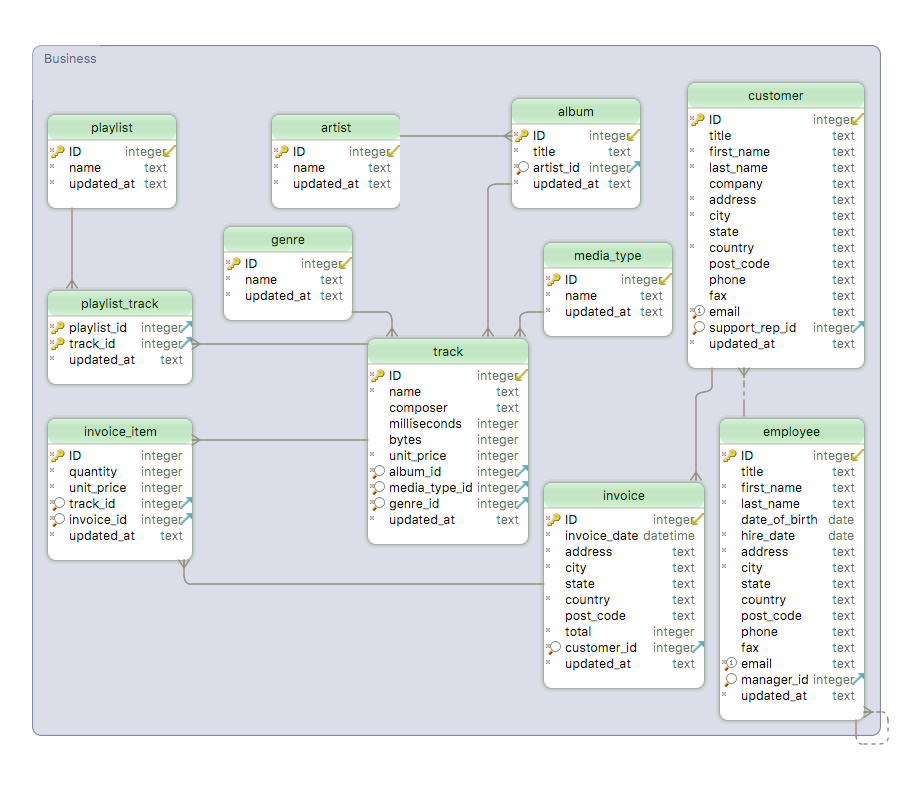 Business
playlist
ID integer
name text
updated_at text
artist
ID integer
name text
updated_at text
album
ID integer
title text
artist_id integer
updated_at text
customer
ID integer
title text
first_name text
last_name text
company text
address text
city text
state text
country text
post_code text
phone text
fax text
email text
support_rep_id integer
updated_at text
genre
ID integer
name text
updated_at text
media_type
ID integer
name text
updated_at text
playlist_track
playlist_id integer
track_id integer
updated_at text
track
ID integer
name text
composer text
milliseconds integer
bytes integer
unit_price integer
album_id integer
media_type_id integer
genre_id integer
updated_at text
invoice_item
ID integer
quantity integer
unit_price integer
track_id integer
invoice_id integer
updated_at text
invoice
ID integer
invoice_date datetime
address text
city text
state text
country text
post_code text
total integer
customer_id integer
updated_at text
employee
ID integer
title text
first_name text
last_name text
date_of_birth date
hire_date date
address text
city text
state text
country text
post_code text
phone text
fax text
email text
manager_id integer
updated_at text